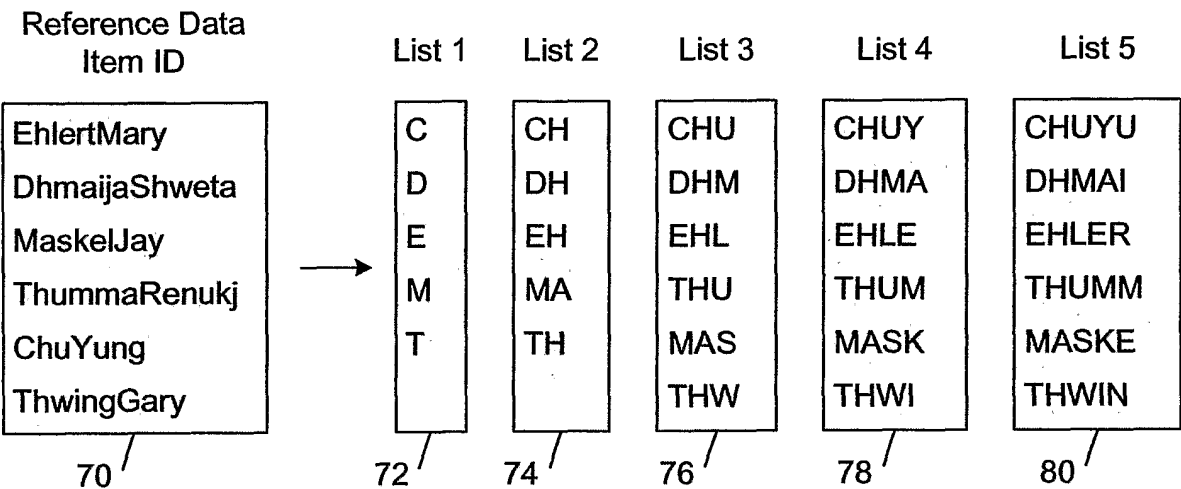 Reference Data
Item ID
List 1
List 2
List 3
List 4
List 5
EhlertMary
DhmaijaShweta
MaskelJay
ThummaRenukj
ChuYung
ThwingGary
C
D
E
M
T
CH
DH
EH
MA
TH
CHU
DHM
EHL
THU
MAS
THW
CHUY
DHMA
EHLE
THUM
MASK
THWI
CHUYU
DHMAI
EHLER
THUMM
MASKE
THWIN
70
72
74
76
78
80